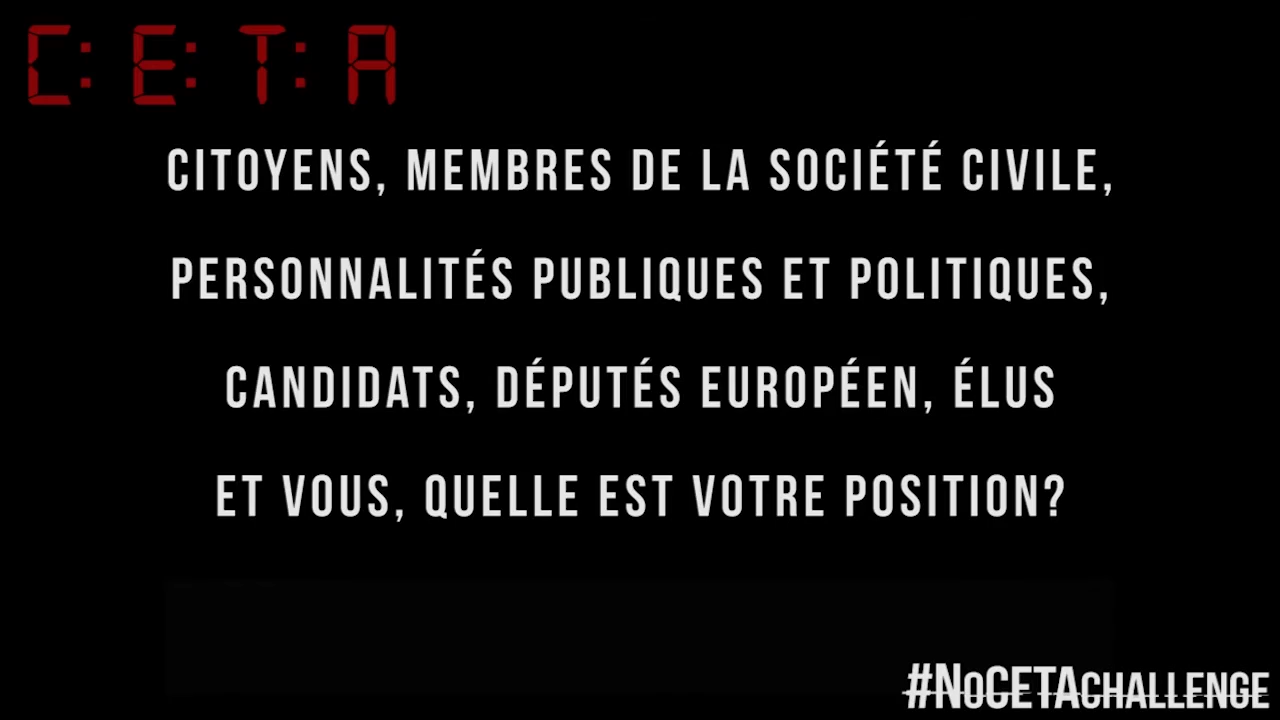 C:E:T:A
CITOYENS, MEMBRES DE LA SOCIÉTÉ CIVILE,
PERSONNALITÉS PUBLIQUES ET POLITIQUES,
CANDIDATS, DÉPUTÉS EUROPÉEN, ÉLUS
ET VOUS, QUELLE EST VOTRE POSITION?
#NoCETAchallenge